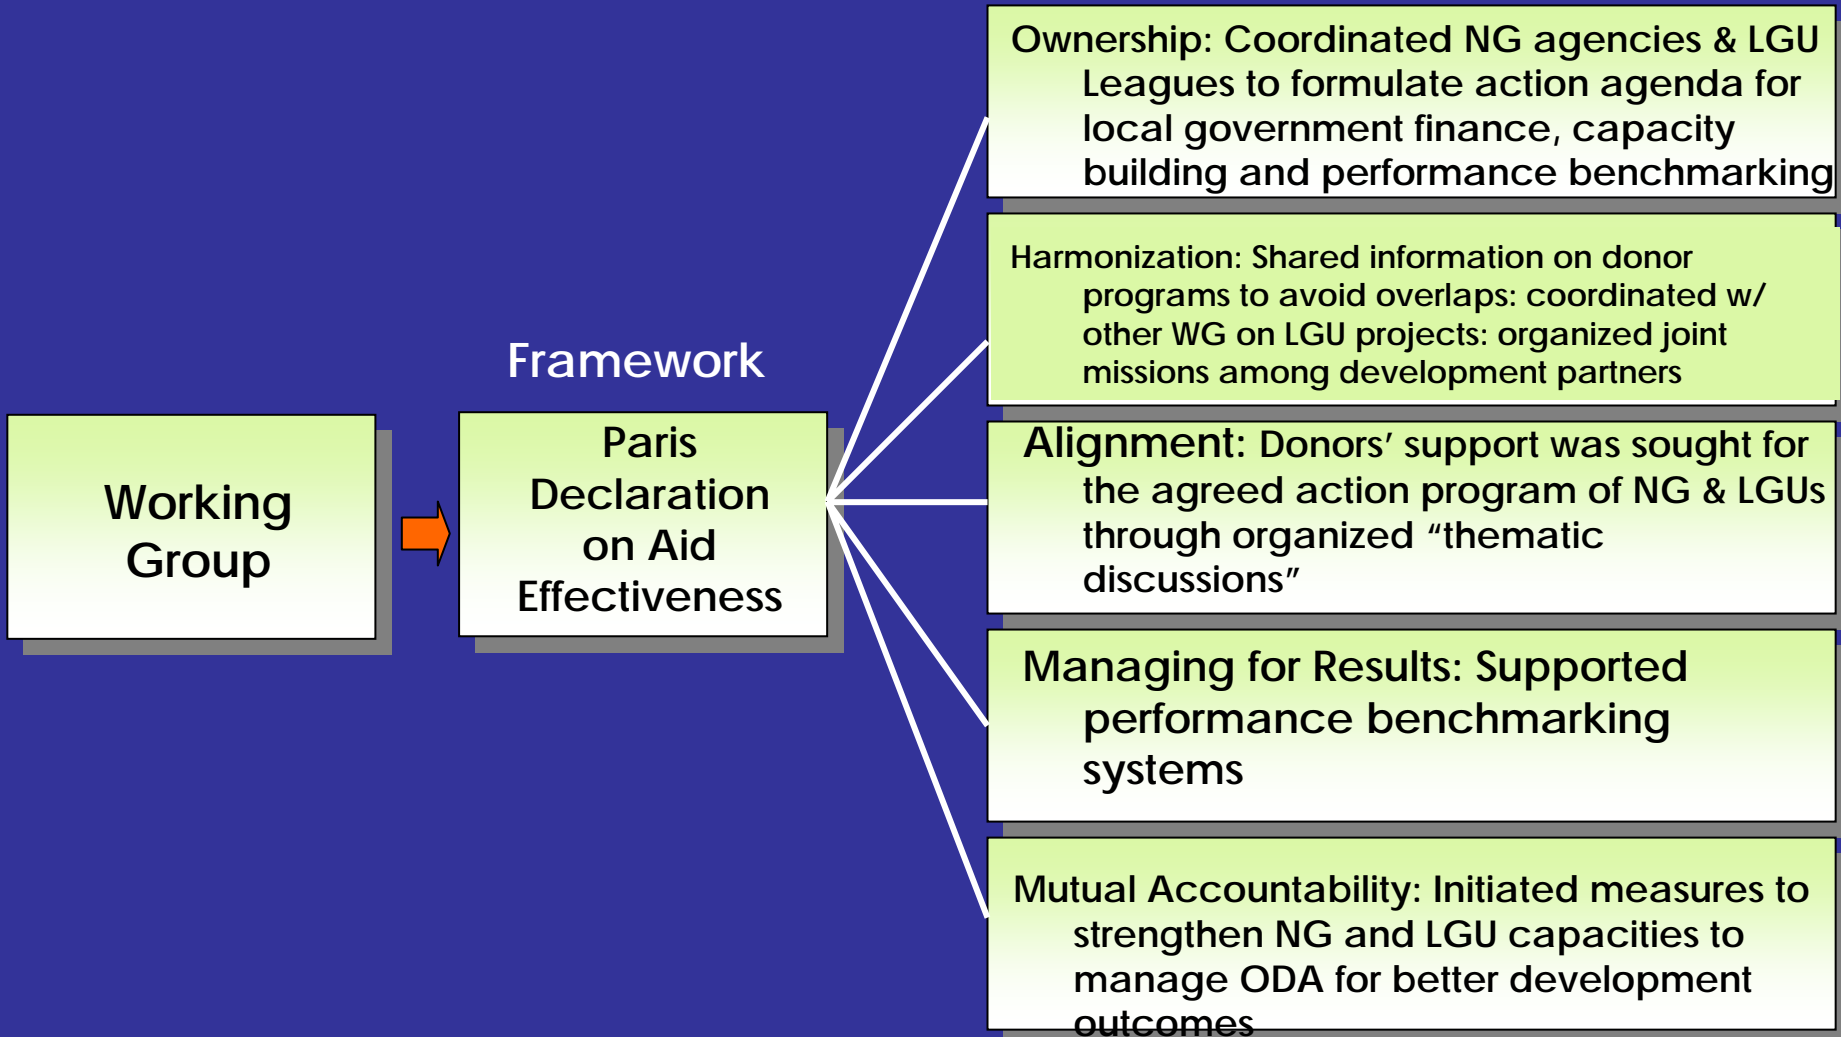 Framework
Working
Group
Paris
Declaration
on Aid
Effectiveness
Ownership: Coordinated NG agencies & LGU
Leagues to formulate action agenda for
local government finance, capacity
building and performance benchmarking
Harmonization: Shared information on donor
programs to avoid overlaps: coordinated w/
other WG on LGU projects: organized joint
missions among development partners
Alignment: Donors’ support was sought for
the agreed action program of NG & LGUs
through organized “thematic
discussions”
Managing for Results: Supported
performance benchmarking
systems
Mutual Accountability: Initiated measures to
strengthen NG and LGU capacities to
manage ODA for better development
outcomes